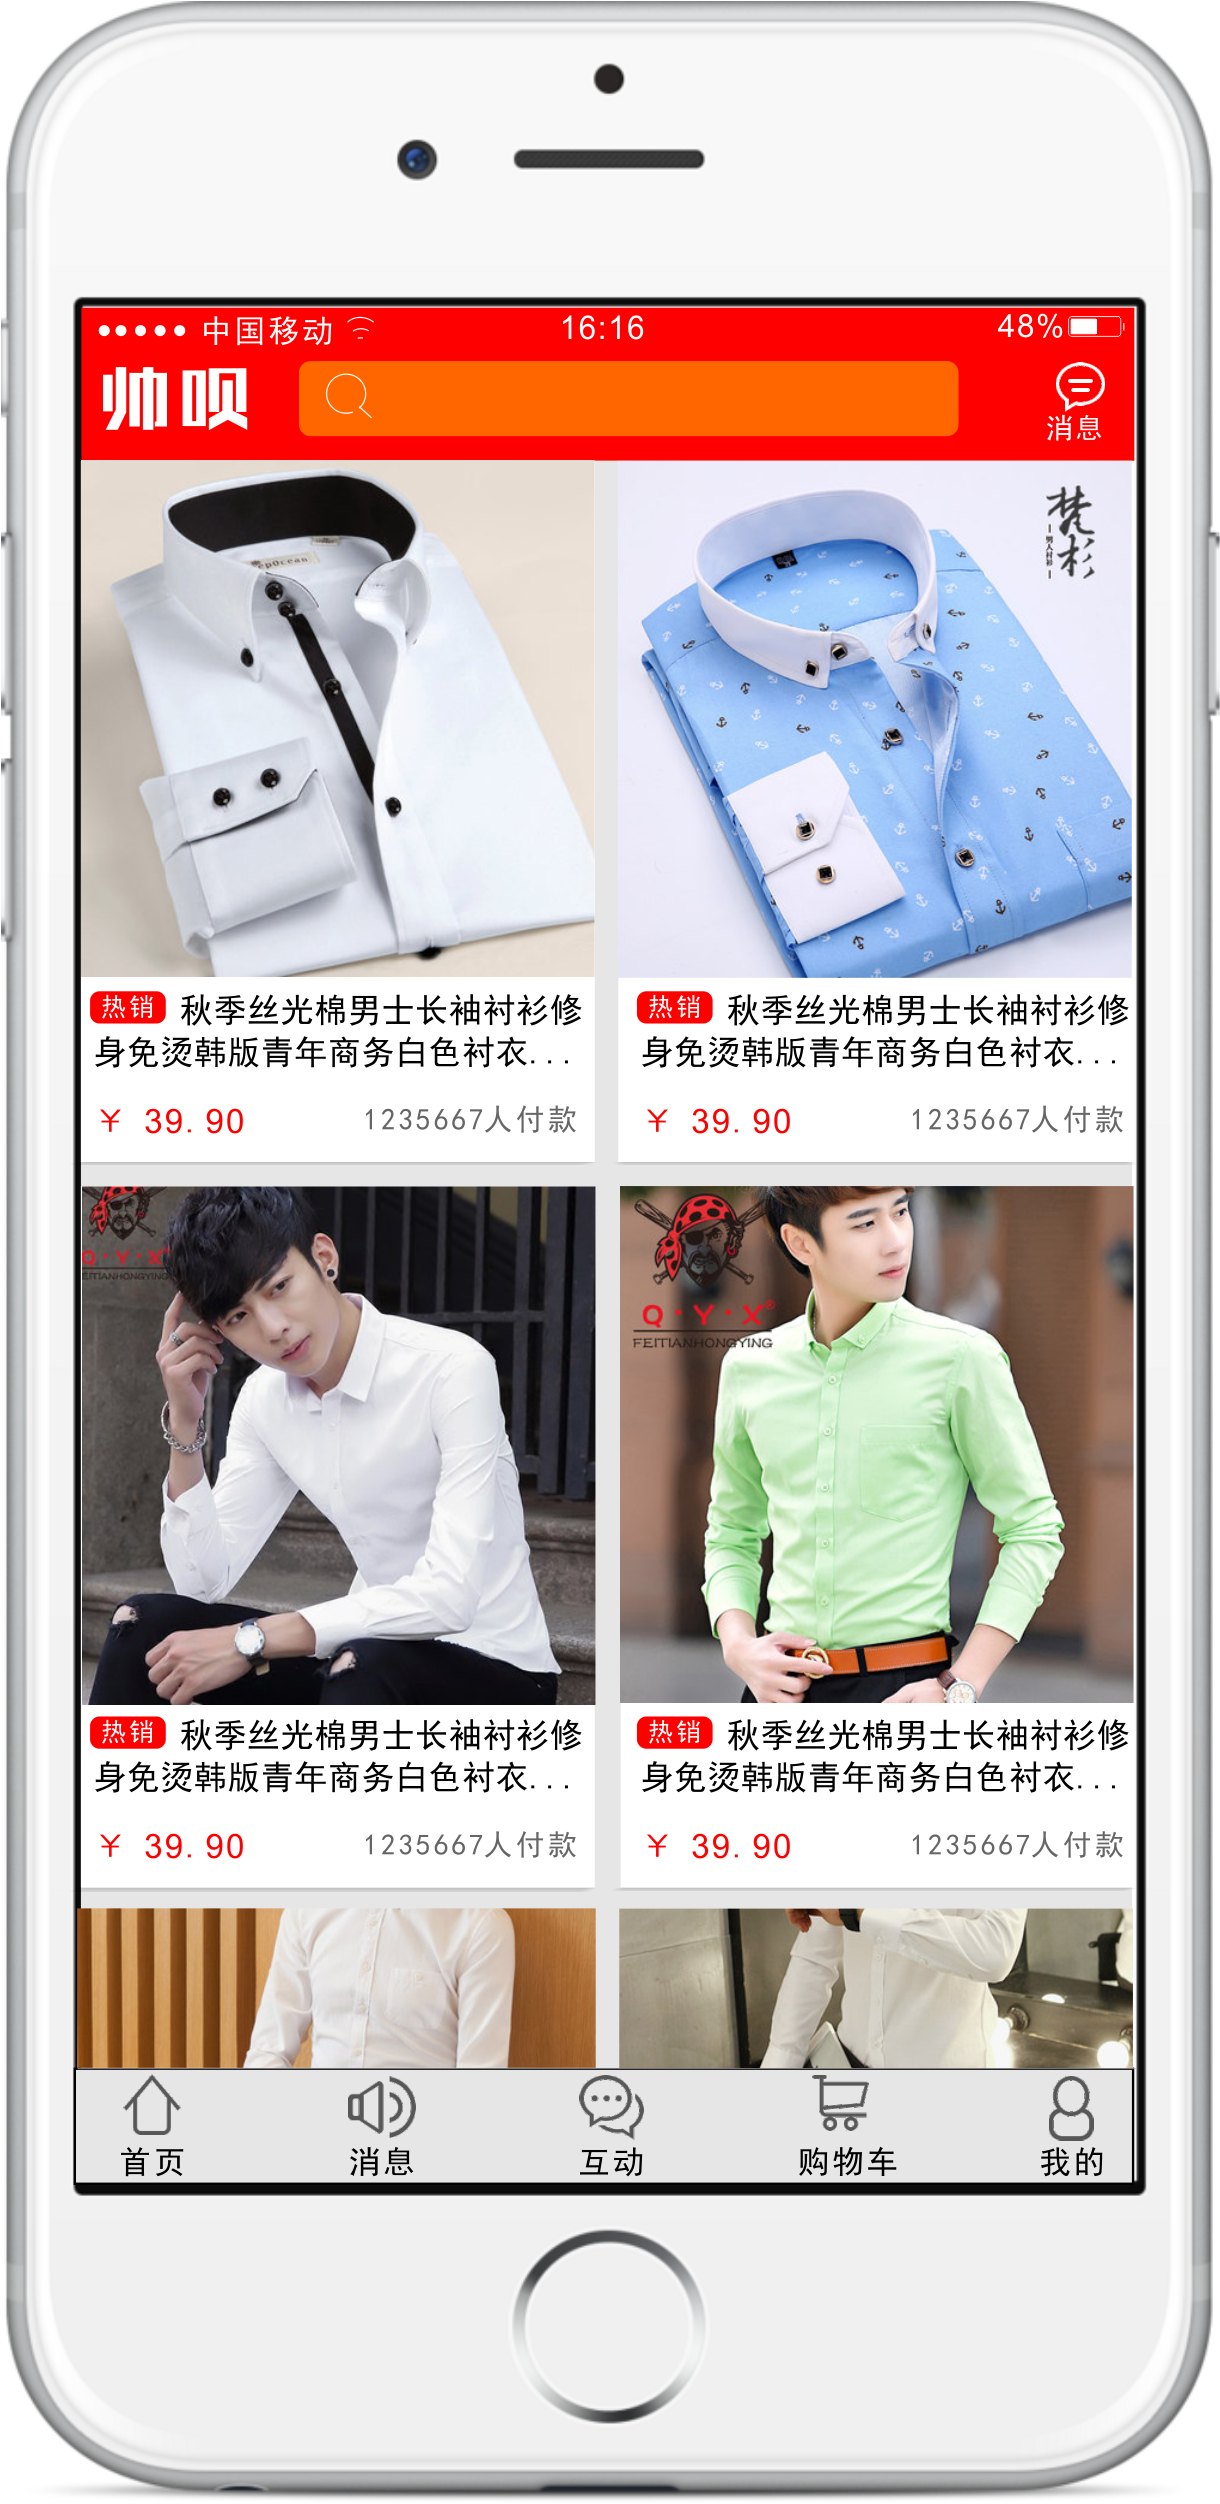 中国移动
16:16
48%
帅呗
消息
梵杉
男人衬衫
热销 秋季丝光棉男士长袖衬衫修
身免烫韩版青年商务白色衬衣...
¥ 39.90 1235667人付款
热销 秋季丝光棉男士长袖衬衫修
身免烫韩版青年商务白色衬衣...
¥ 39.90 1235667人付款
Q·Y·X
FEITIANHONGYING
Q·Y·X®
FEITIANHONGYING
热销 秋季丝光棉男士长袖衬衫修
身免烫韩版青年商务白色衬衣...
¥ 39.90 1235667人付款
热销 秋季丝光棉男士长袖衬衫修
身免烫韩版青年商务白色衬衣...
¥ 39.90 1235667人付款
首页
消息
互动
购物车
我的